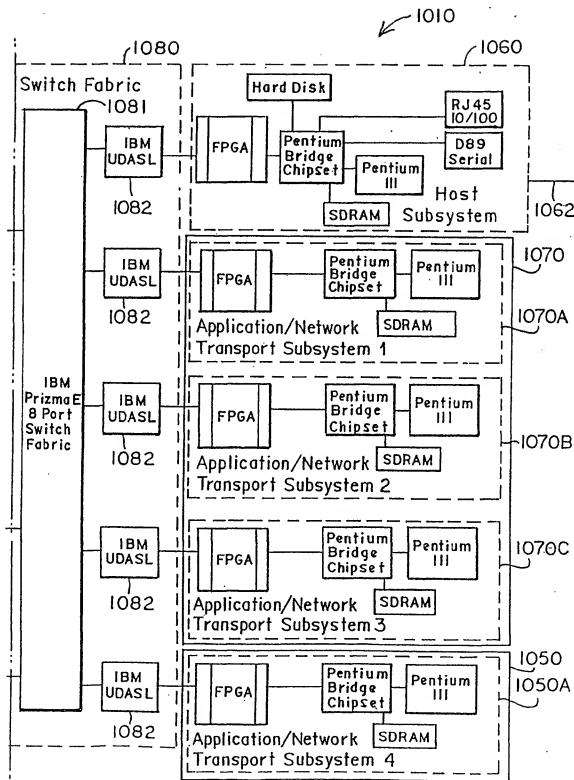 1010
1080
1060
Switch Fabric
1081
Hard Disk
RJ45
10/100
IBM
UDASL
FPGA
Pentium
Bridge
Chipset
D89
Serial
Pentium
III
1082
Host
Subsystem
SDRAM
1062
IBM
UDASL
FPGA
Pentium
Bridge
Chipset
Pentium
III
1070
1082
SDRAM
1070A
Application/Network
Transport Subsystem 1
IBM
PrizmaE
8 Port
Switch
Fabric
IBM
UDASL
FPGA
Pentium
Bridge
Chipset
Pentium
III
1082
SDRAM
1070B
Application/Network
Transport Subsystem 2
IBM
UDASL
FPGA
Pentium
Bridge
Chipset
Pentium
III
1070C
1082
SDRAM
Application/Network
Transport Subsystem 3
IBM
UDASL
FPGA
Pentium
Bridge
Chipset
Pentium
III
1050
1050A
1082
SDRAM
Application/Network
Transport Subsystem 4